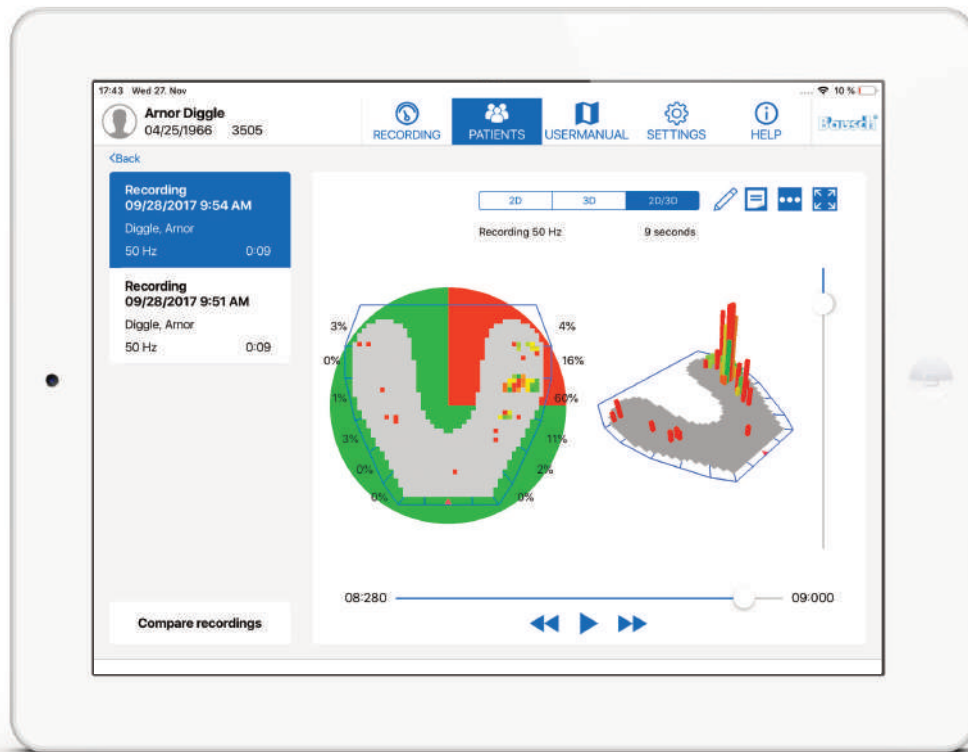 17:43 Wed 27. Nov
10 %
Arnor Diggle
04/25/1966 3505
RECORDING
PATIENTS
USERMANUAL
SETTINGS
HELP
Bausch
<Back
Recording
09/28/2017 9:54 AM
Diggle, Arnor
50 Hz 0:09
Recording
09/28/2017 9:51 AM
Diggle, Arnor
50 Hz 0:09
Compare recordings
2D 3D 2D/3D
Recording 50 Hz 9 seconds
3% 4%
0% 16%
1% 60%
3% 11%
0% 2%
0% 0%
08:280 09:000